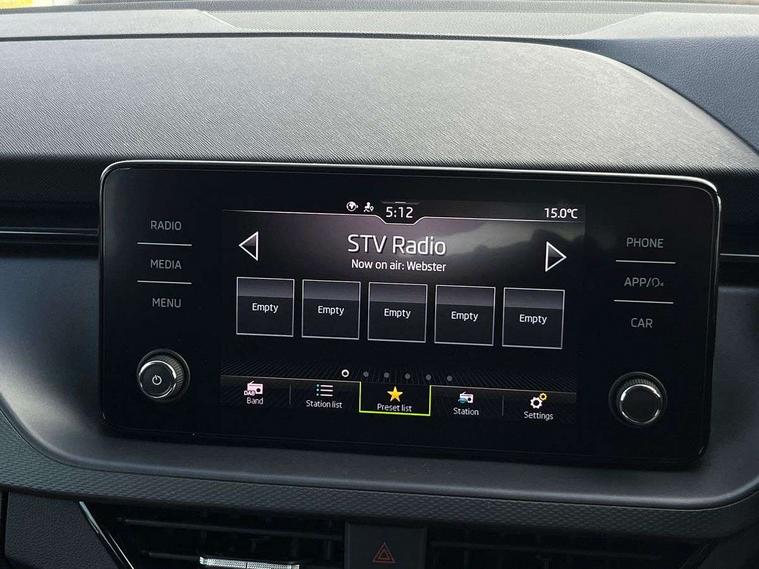 5:12
15.0°C
STV Radio
Now on air: Webster
RADIO
MEDIA
MENU
PHONE
APP/
CAR
Empty
Empty
Empty
Empty
Empty
DAB
Band
Station list
Preset list
Station
Settings